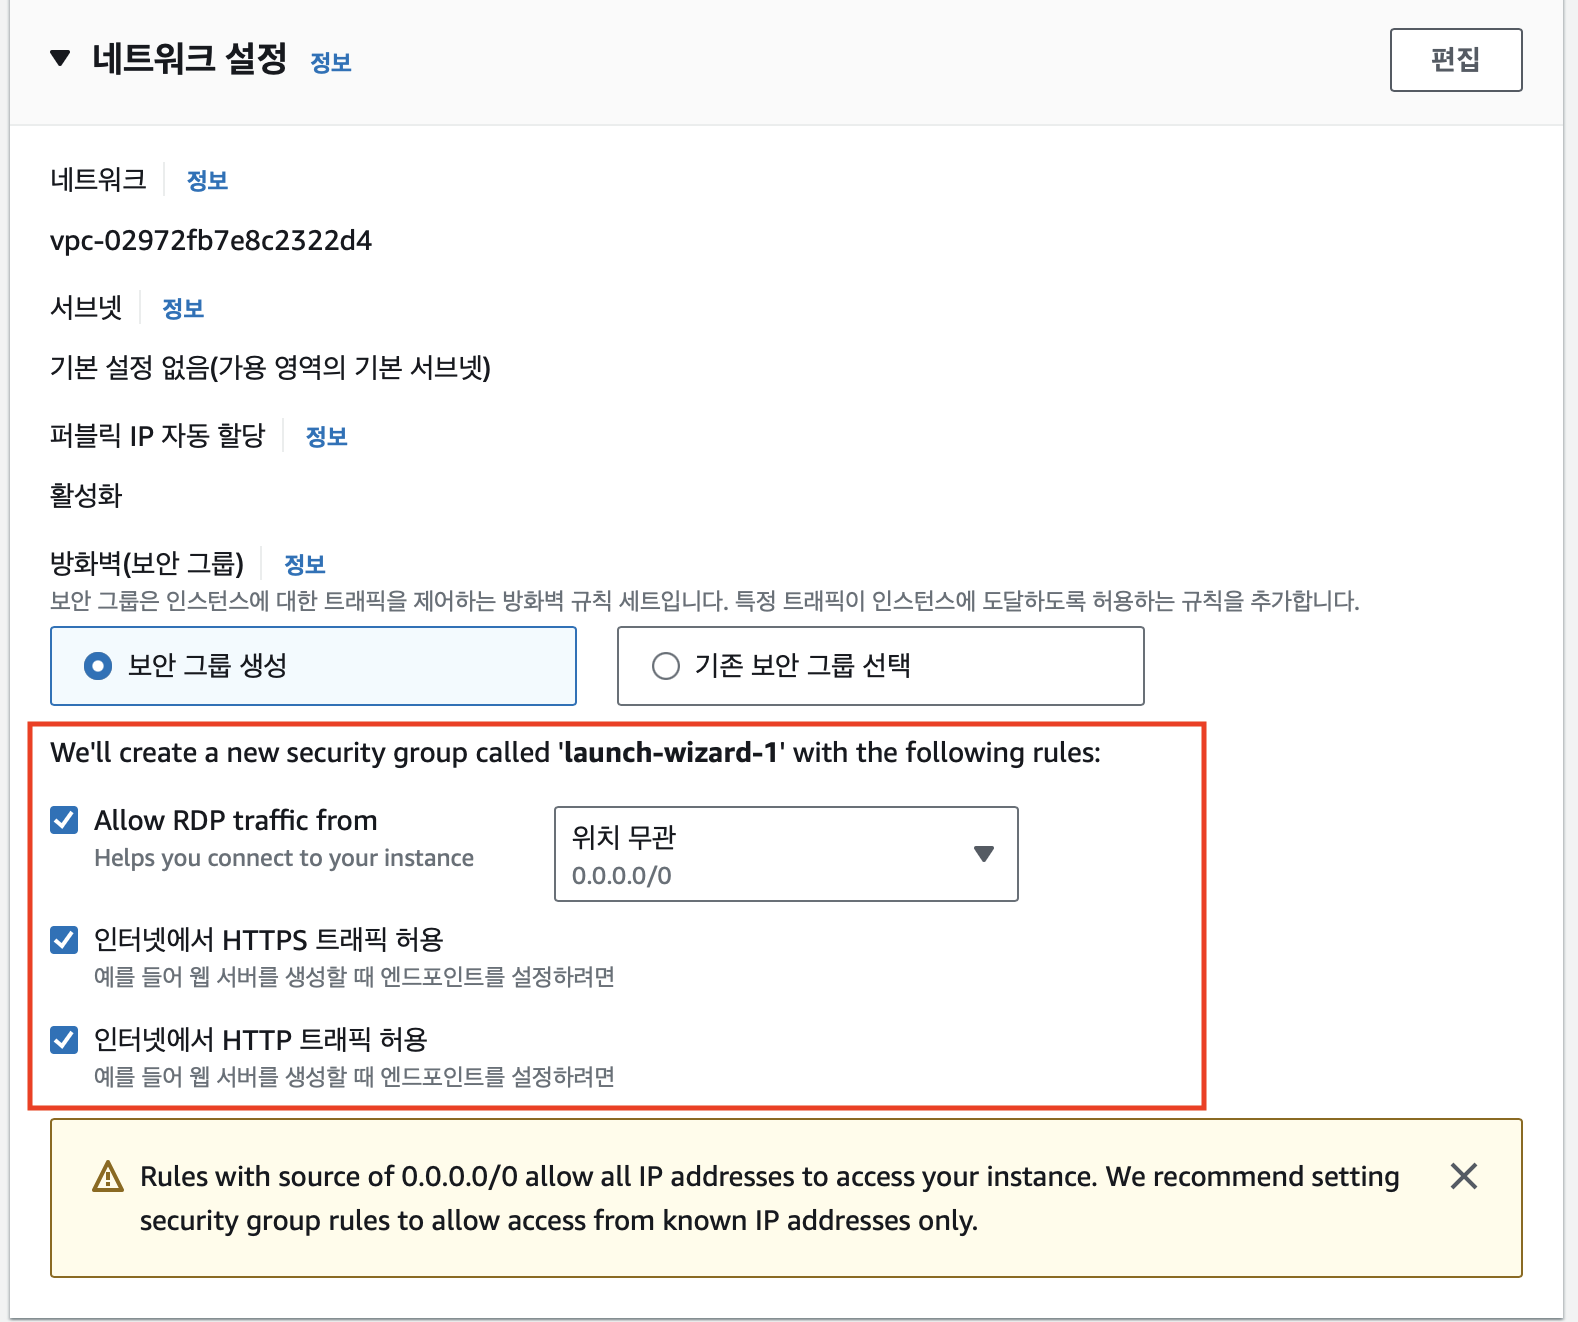 네트워크 설정 정보
편집
네트워크 정보
vpc-02972fb7e8c2322d4
서브넷 정보
기본 설정 없음(가용 영역의 기본 서브넷)
퍼블릭 IP 자동 할당 정보
활성화
방화벽(보안 그룹) 정보
보안 그룹은 인스턴스에 대한 트래픽을 제어하는 방화벽 규칙 세트입니다. 특정 트래픽이 인스턴스에 도달하도록 허용하는 규칙을 추가합니다.
보안 그룹 생성
기존 보안 그룹 선택
We'll create a new security group called 'launch-wizard-1' with the following rules:
Allow RDP traffic from
Helps you connect to your instance
위치 무관
0.0.0.0/0
인터넷에서 HTTPS 트래픽 허용
예를 들어 웹 서버를 생성할 때 엔드포인트를 설정하려면
인터넷에서 HTTP 트래픽 허용
예를 들어 웹 서버를 생성할 때 엔드포인트를 설정하려면
Rules with source of 0.0.0.0/0 allow all IP addresses to access your instance. We recommend setting
security group rules to allow access from known IP addresses only.